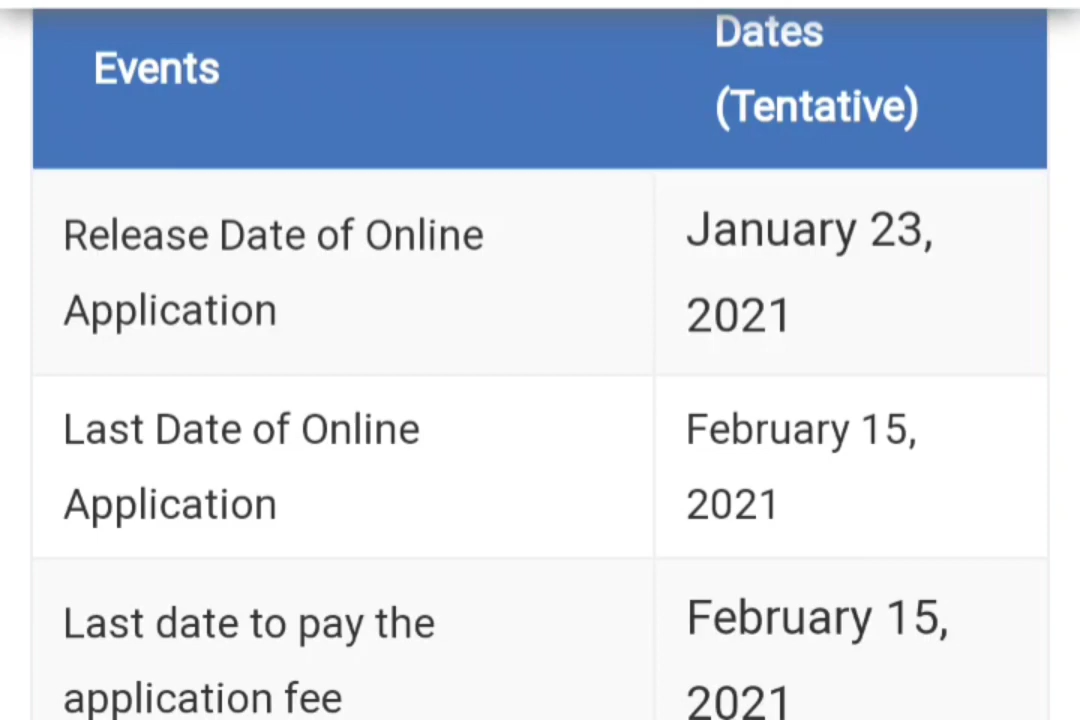 Events
Dates
(Tentative)
Release Date of Online
Application
January 23,
2021
Last Date of Online
Application
February 15,
2021
Last date to pay the
application fee
February 15,
2021